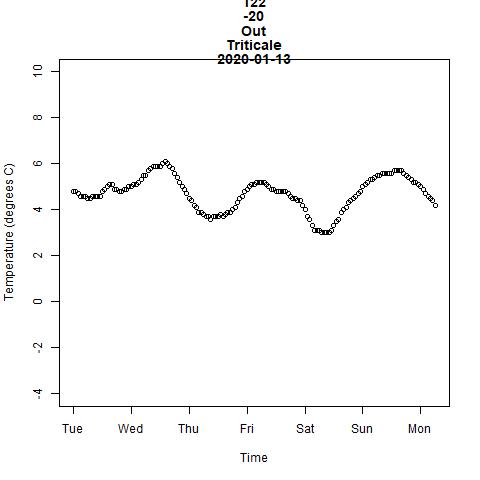 122
-20
Out
Triticale
2020-01-13
Temperature (degrees C)
10
8
6
4
2
0
-2
-4
Tue Wed Thu Fri Sat Sun Mon
Time